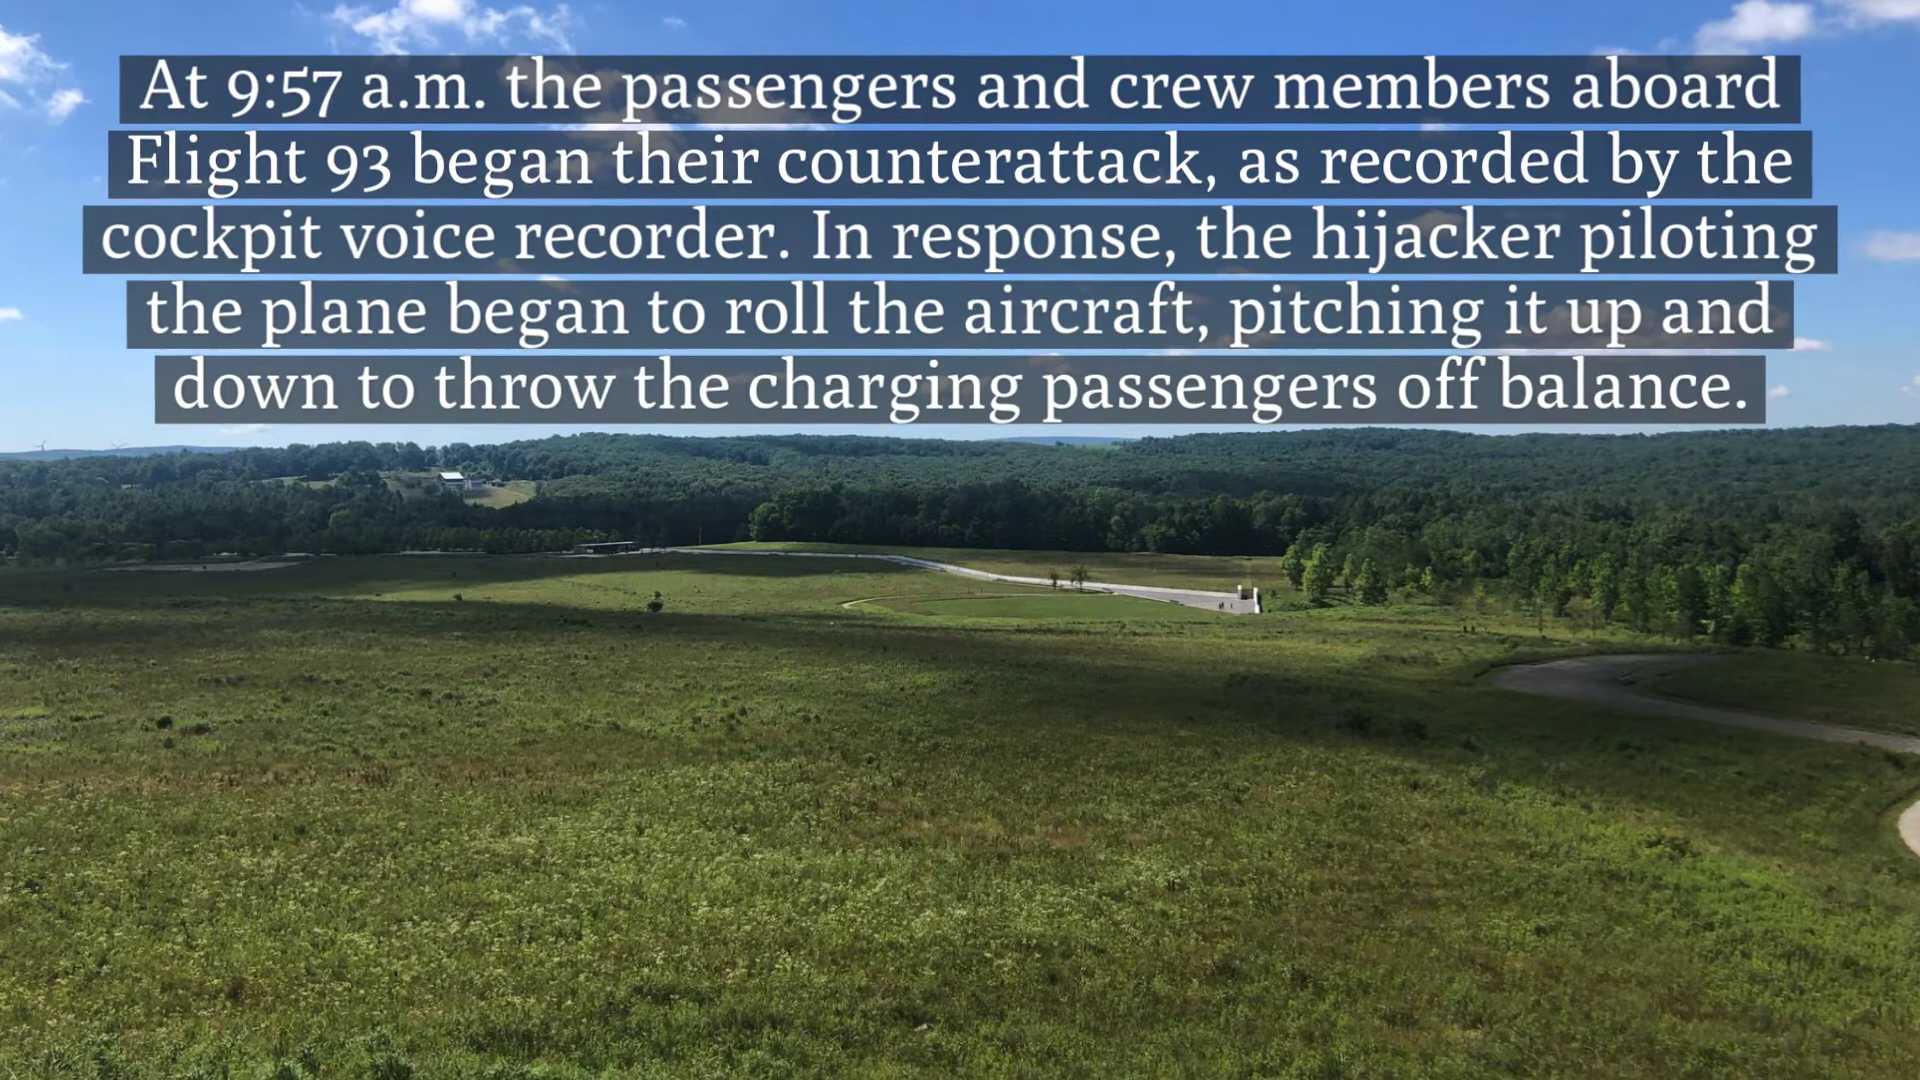 At 9:57 a.m. the passengers and crew members aboard
Flight 93 began their counterattack, as recorded by the
cockpit voice recorder. In response, the hijacker piloting
the plane began to roll the aircraft, pitching it up and
down to throw the charging passengers off balance.